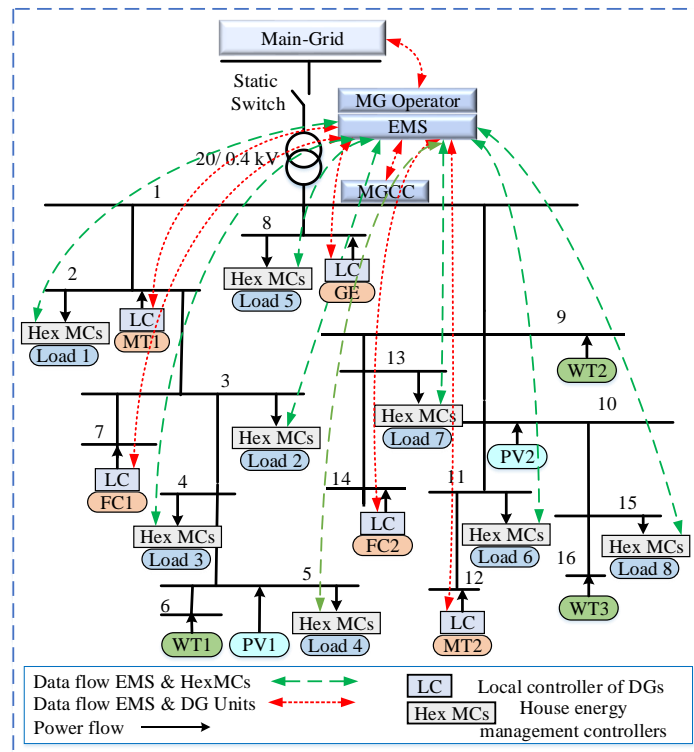 Main-Grid
Static
Switch
MG Operator
EMS
20/ 0.4 kV
MGCC
1
8
2
Hex MCs
Load 5
LC
GE
Hex MCs
Load 1
LC
MT1
9
13
WT2
3
10
Hex MCs
Load 7
7
Hex MCs
Load 2
PV2
LC
FC1
4
14
11
15
Hex MCs
Load 3
LC
FC2
Hex MCs
Load 6
Hex MCs
Load 8
16
5
12
6
WT3
WT1
PV1
Hex MCs
Load 4
LC
MT2
Data flow EMS & HexMCs
Data flow EMS & DG Units
Power flow
LC
Local controller of DGs
Hex MCs
House energy
management controllers